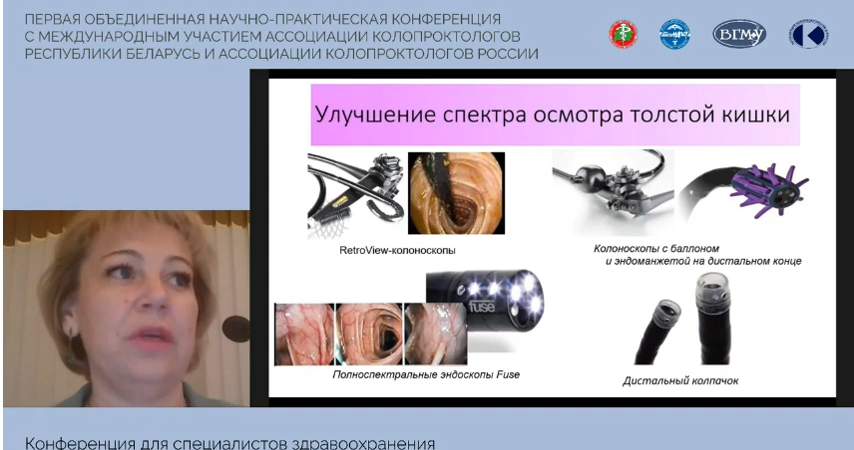 ПЕРВАЯ ОБЪЕДИНЕННАЯ НАУЧНО-ПРАКТИЧЕСКАЯ КОНФЕРЕНЦИЯ
С МЕЖДУНАРОДНЫМ УЧАСТИЕМ АССОЦИАЦИИ КОЛОПРОКТОЛОГОВ
РЕСПУБЛИКИ БЕЛАРУСЬ И АССОЦИАЦИИ КОЛОПРОКТОЛОГОВ РОССИИ
ВГМУ
Улучшение спектра осмотра толстой кишки
RetroView-колоноскопы
Колоноскопы с баллоном
и эндоманжетой на дистальном конце
fuse
Полноспектральные эндоскопы Fuse
Дистальный колпачок
Конференция для специалистов здравоохранения